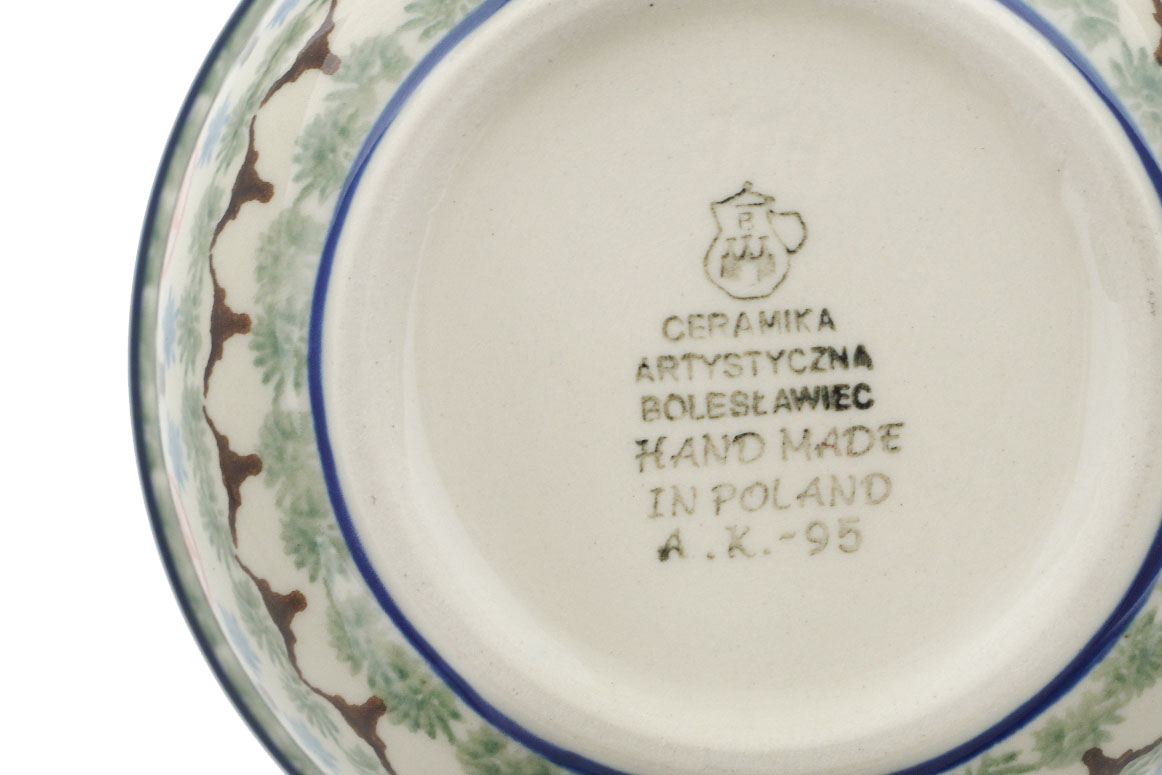 B
CERAMIKA
ARTYSTYCZNA
BOLESŁAWIEC
HAND MADE
IN POLAND
A.K.-95